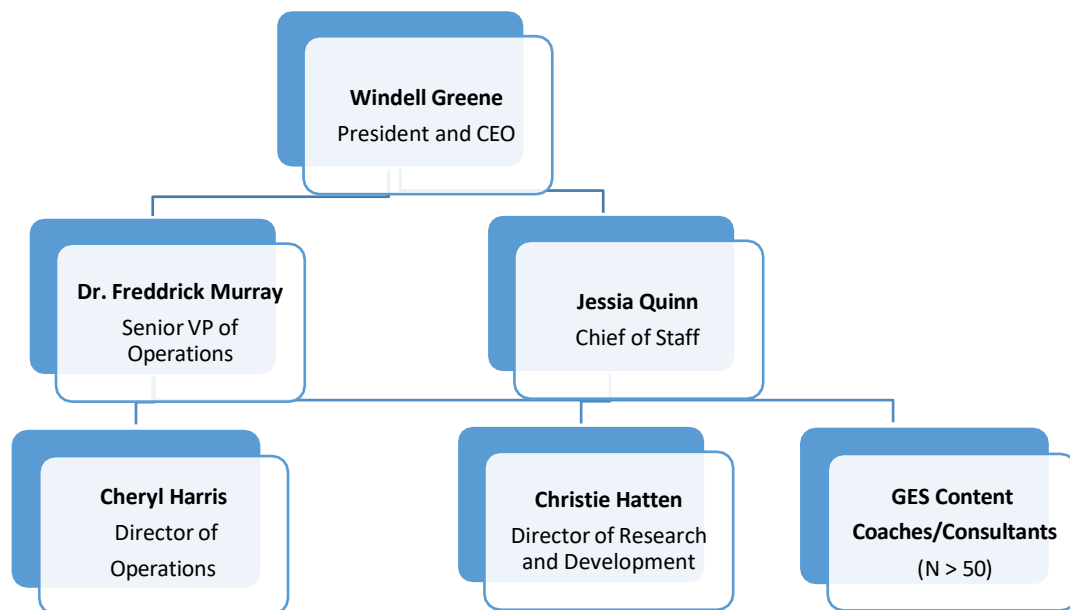 Windell Greene
President and CEO
Dr. Freddrick Murray
Senior VP of
Operations
Jessia Quinn
Chief of Staff
Cheryl Harris
Director of
Operations
Christie Hatten
Director of Research
and Development
GES Content
Coaches/Consultants
(N > 50)